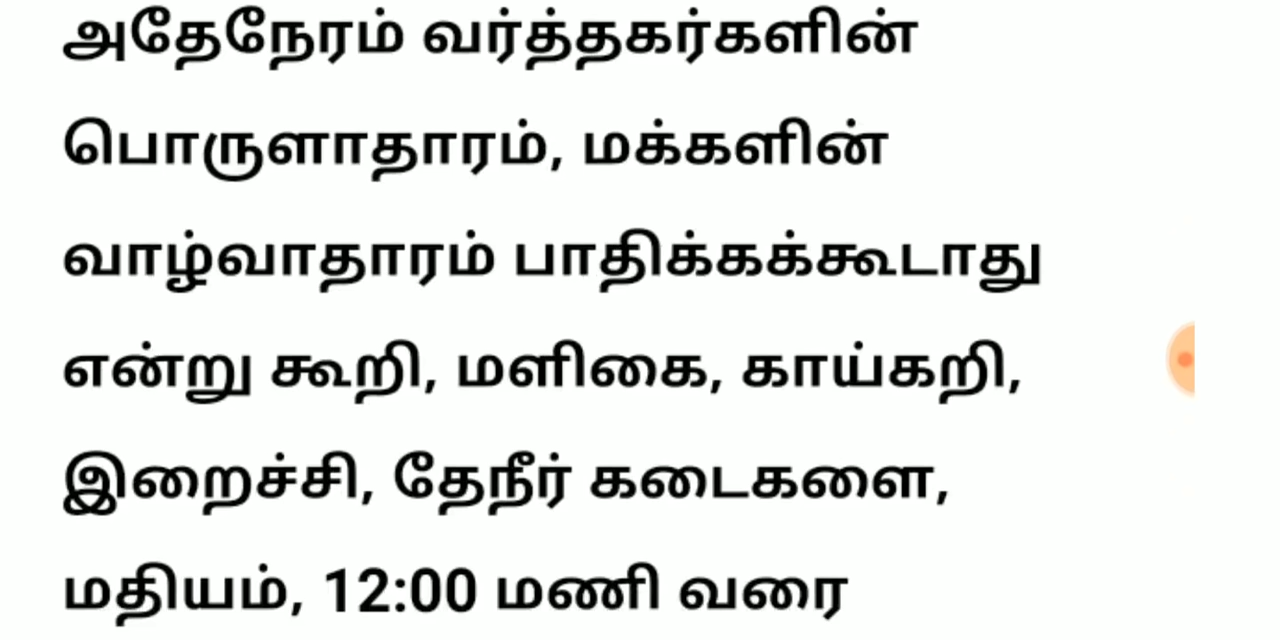 அதேநேரம் வர்த்தகர்களின்
பொருளாதாரம், மக்களின்
வாழ்வாதாரம் பாதிக்கக்கூடாது
என்று கூறி, மளிகை, காய்கறி,
இறைச்சி, தேநீர் கடைகளை,
மதியம், 12:00 மணி வரை